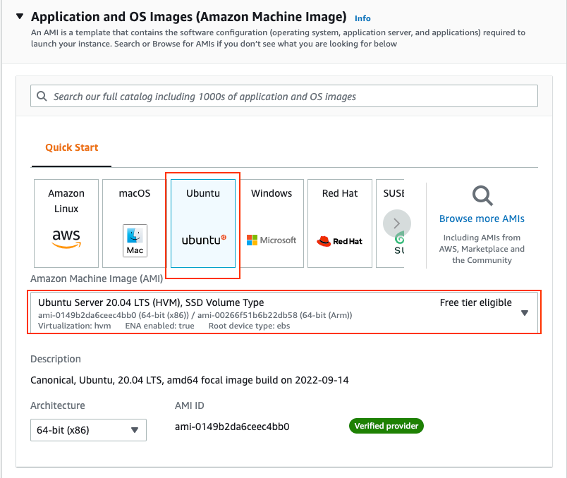 Application and OS Images (Amazon Machine Image) Info
An AMI is a template that contains the software configuration (operating system, application server, and applications) required to
launch your instance. Search or Browse for AMIs if you don't see what you are looking for below
Search our full catalog including 1000s of application and OS images
Quick Start
Amazon Linux
aws
macOS
Mac
Ubuntu
ubuntu
Windows
Microsoft
Red Hat
Red Hat
SUSE
SU
Browse more AMIs
Including AMIs from
AWS, Marketplace and
the Community
Amazon Machine Image (AMI)
Ubuntu Server 20.04 LTS (HVM), SSD Volume Type
Free tier eligible
ami-0149b2da6ceec4bb0 (64-bit (x86)) / ami-00266f51b6b22db58 (64-bit (Arm))
Virtualization: hvm ENA enabled: true Root device type: ebs
Description
Canonical, Ubuntu, 20.04 LTS, amd64 focal image build on 2022-09-14
Architecture
AMI ID
64-bit (x86)
ami-0149b2da6ceec4bb0
Verified provider